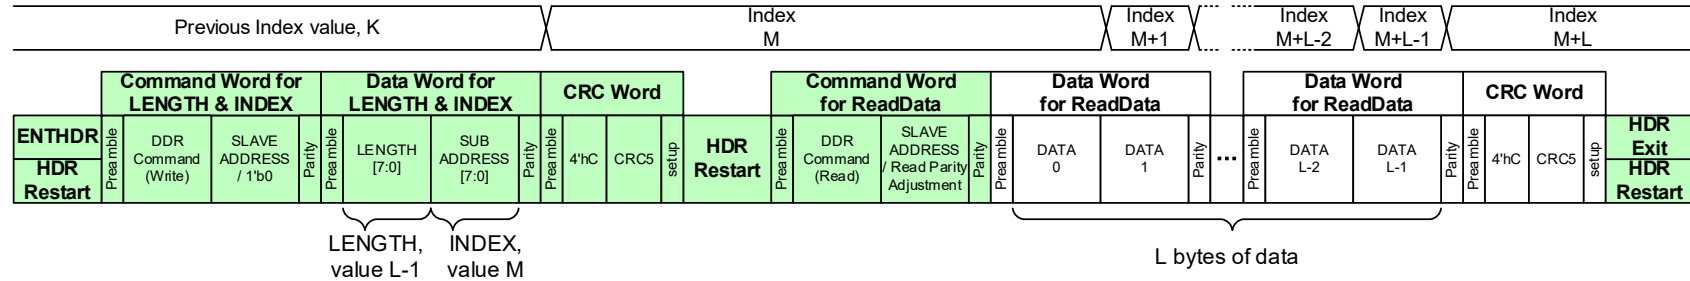 Previous Index value, K
Index
M
Index
M+1
Index
M+L-2
Index
M+L-1
Index
M+L
Command Word for
LENGTH & INDEX
Data Word for
LENGTH & INDEX
CRC Word
Command Word
for ReadData
Data Word
for ReadData
Data Word
for ReadData
CRC Word
ENTHDR
HDR
Restart
Preamble
DDR
Command
(Write)
SLAVE
ADDRESS
/ 1'b0
Parity
Preamble
LENGTH
[7:0]
SUB
ADDRESS
[7:0]
Parity
Preamble
4'hC
CRC5
setup
HDR
Restart
Preamble
DDR
Command
(Read)
SLAVE
ADDRESS
/ Read Parity
Adjustment
Parity
Preamble
DATA
0
DATA
1
Parity
...
Preamble
DATA
L-2
DATA
L-1
Parity
Preamble
4'hC
CRC5
setup
HDR
Exit
HDR
Restart
LENGTH,
value L-1
INDEX,
value M
L bytes of data